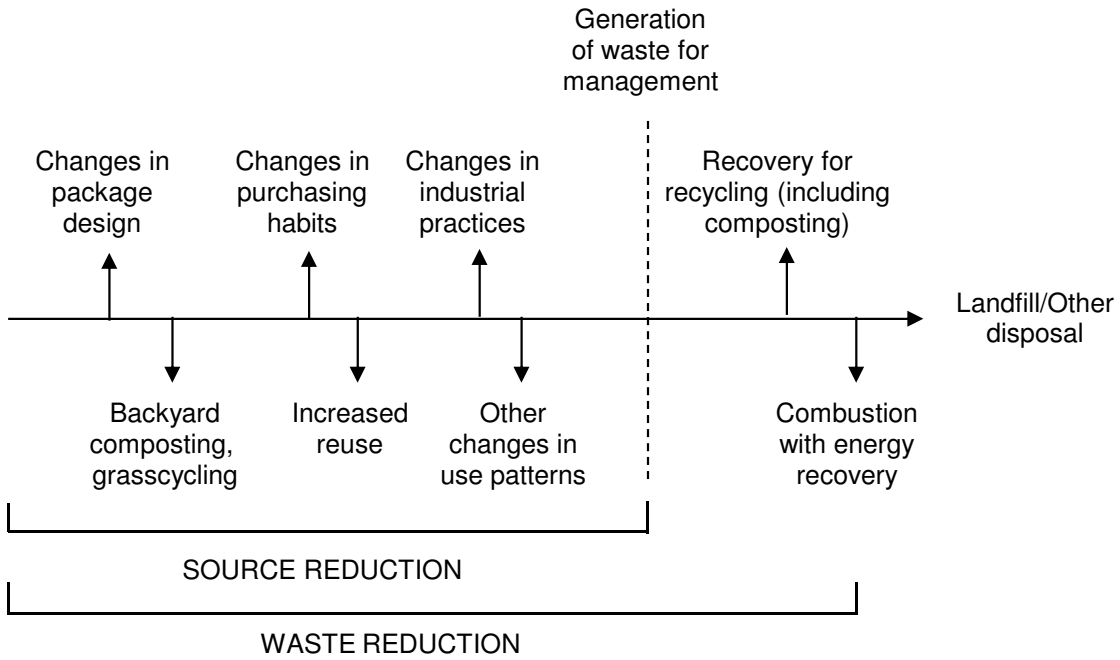 Generation
of waste for
management
Changes in
package
design
Changes in
purchasing
habits
Changes in
industrial
practices
Recovery for
recycling (including
composting)
Landfill/Other
disposal
Backyard
composting,
grasscycling
Increased
reuse
Other
changes in
use patterns
Combustion
with energy
recovery
SOURCE REDUCTION
WASTE REDUCTION